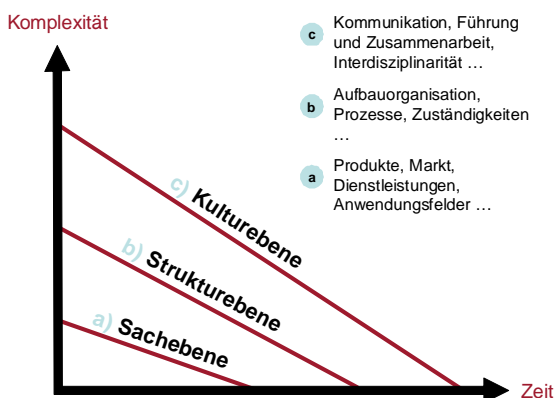 Komplexität
c Kommunikation, Führung
und Zusammenarbeit,
Interdisziplinarität …
b Aufbauorganisation,
Prozesse, Zuständigkeiten
…
a Produkte, Markt,
Dienstleistungen,
Anwendungsfelder …
c) Kulturebene
b) Strukturebene
a) Sachebene
Zeit